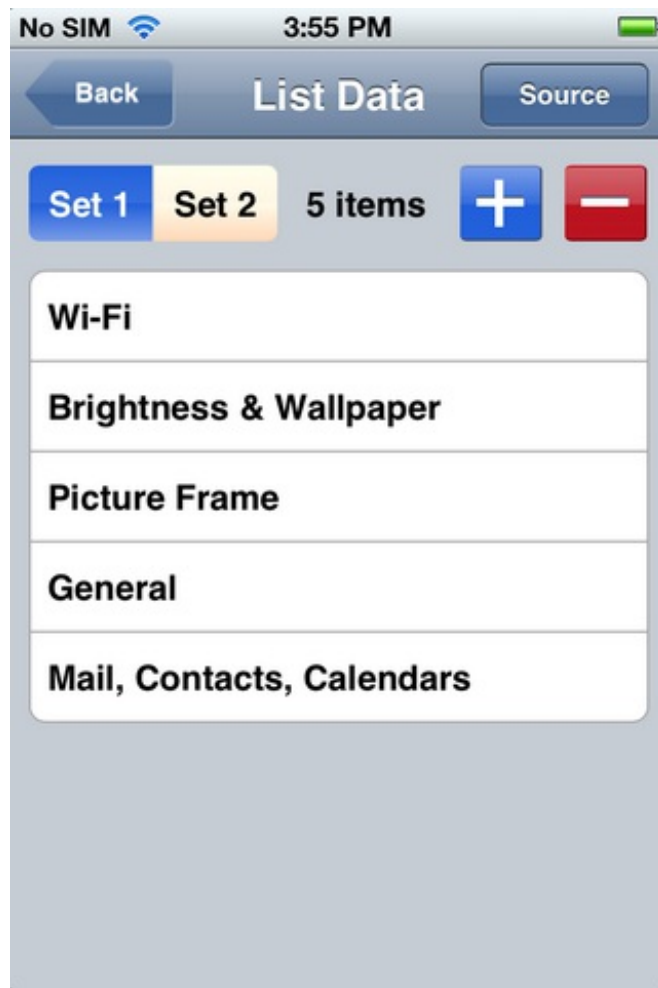 No SIM 3:55 PM
Back List Data Source
Set 1 Set 2 5 items + −
Wi-Fi
Brightness & Wallpaper
Picture Frame
General
Mail, Contacts, Calendars